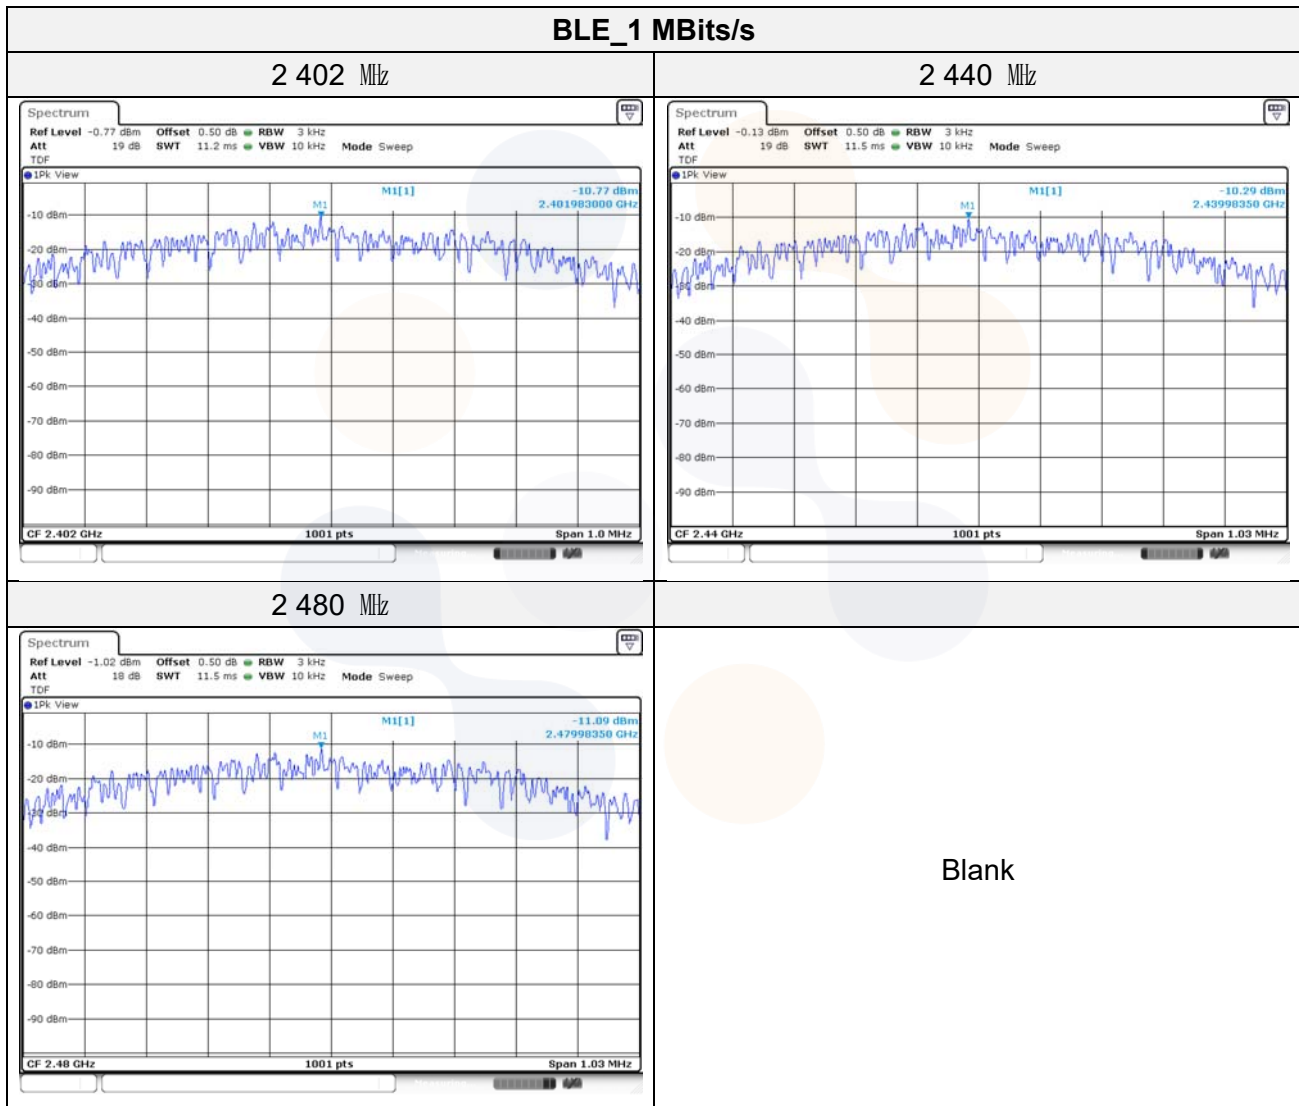 BLE_1 MBits/s
2 402 ㎒
2 440 ㎒
Spectrum
Ref Level -0.77 dBm Offset 0.50 dB RBW 3 kHz
Att 19 dB SWT 11.2 ms VBW 10 kHz Mode Sweep
TDF
1Pk View
M1[1] -10.77 dBm
2.401983000 GHz
M1
-10 dBm
-20 dBm
-30 dBm
-40 dBm
-50 dBm
-60 dBm
-70 dBm
-80 dBm
-90 dBm
CF 2.402 GHz 1001 pts Span 1.0 MHz
Spectrum
Ref Level -0.13 dBm Offset 0.50 dB RBW 3 kHz
Att 19 dB SWT 11.5 ms VBW 10 kHz Mode Sweep
TDF
1Pk View
M1[1] -10.29 dBm
2.43998350 GHz
M1
-10 dBm
-20 dBm
-30 dBm
-40 dBm
-50 dBm
-60 dBm
-70 dBm
-80 dBm
-90 dBm
CF 2.44 GHz 1001 pts Span 1.03 MHz
2 480 ㎒
Spectrum
Ref Level -1.02 dBm Offset 0.50 dB RBW 3 kHz
Att 18 dB SWT 11.5 ms VBW 10 kHz Mode Sweep
TDF
1Pk View
M1[1] -11.09 dBm
2.47998350 GHz
M1
-10 dBm
-20 dBm
-30 dBm
-40 dBm
-50 dBm
-60 dBm
-70 dBm
-80 dBm
-90 dBm
CF 2.48 GHz 1001 pts Span 1.03 MHz
Blank